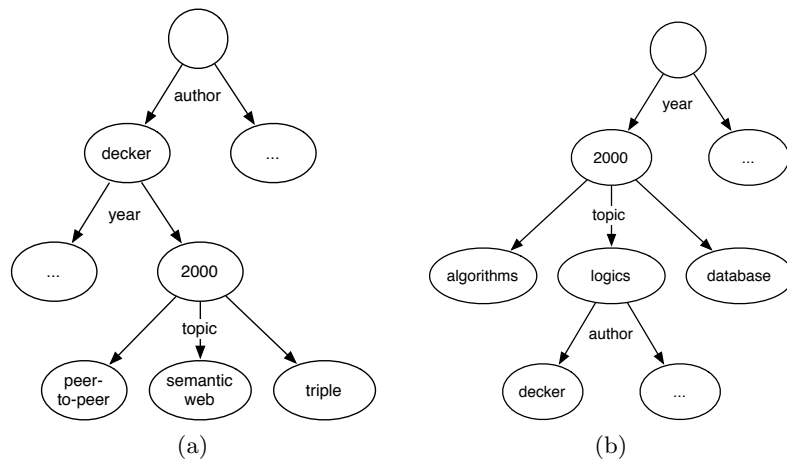 author
decker
...
year
...
2000
topic
peer-
to-peer
semantic
web
triple
(a)
year
2000
...
topic
algorithms
logics
database
author
decker
...
(b)